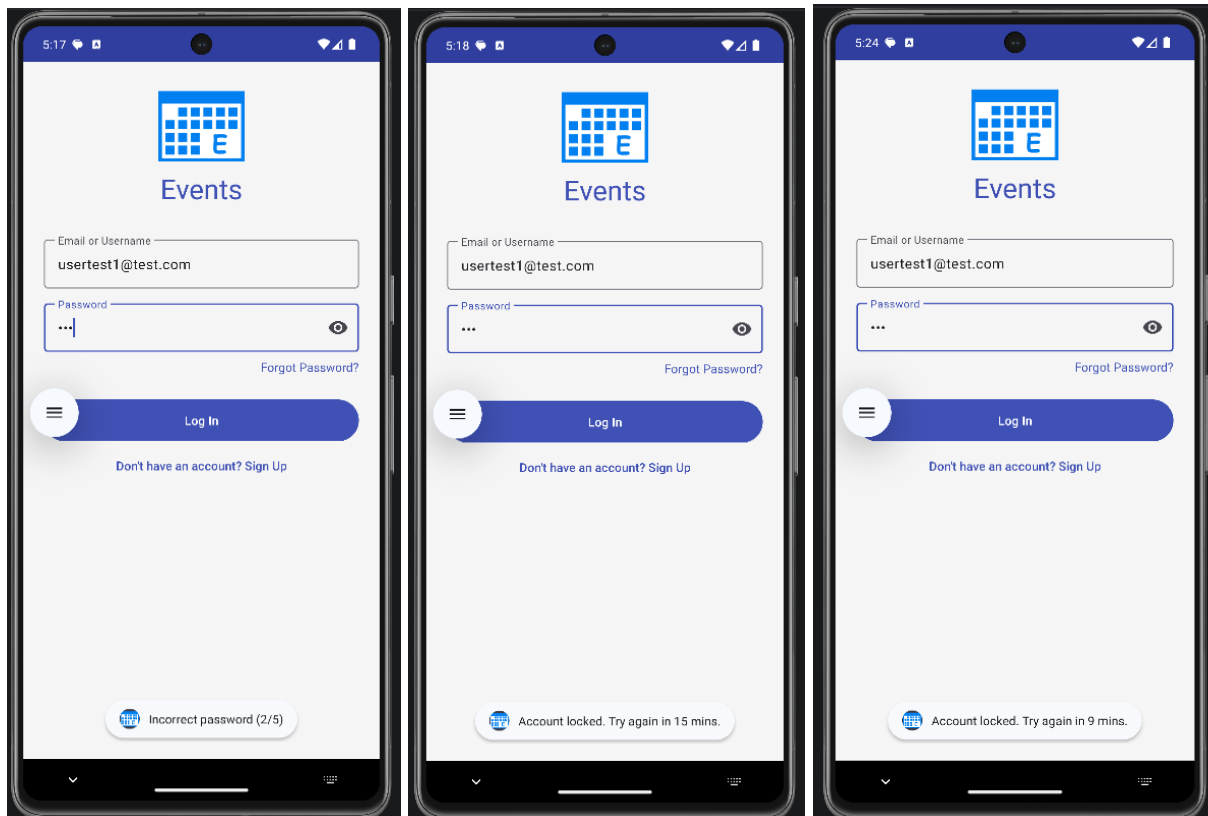 5:17
E
Events
Email or Username
usertest1@test.com
Password
•••
Forgot Password?
Log In
Don't have an account? Sign Up
Incorrect password (2/5)
5:18
E
Events
Email or Username
usertest1@test.com
Password
•••
Forgot Password?
Log In
Don't have an account? Sign Up
Account locked. Try again in 15 mins.
5:24
E
Events
Email or Username
usertest1@test.com
Password
•••
Forgot Password?
Log In
Don't have an account? Sign Up
Account locked. Try again in 9 mins.